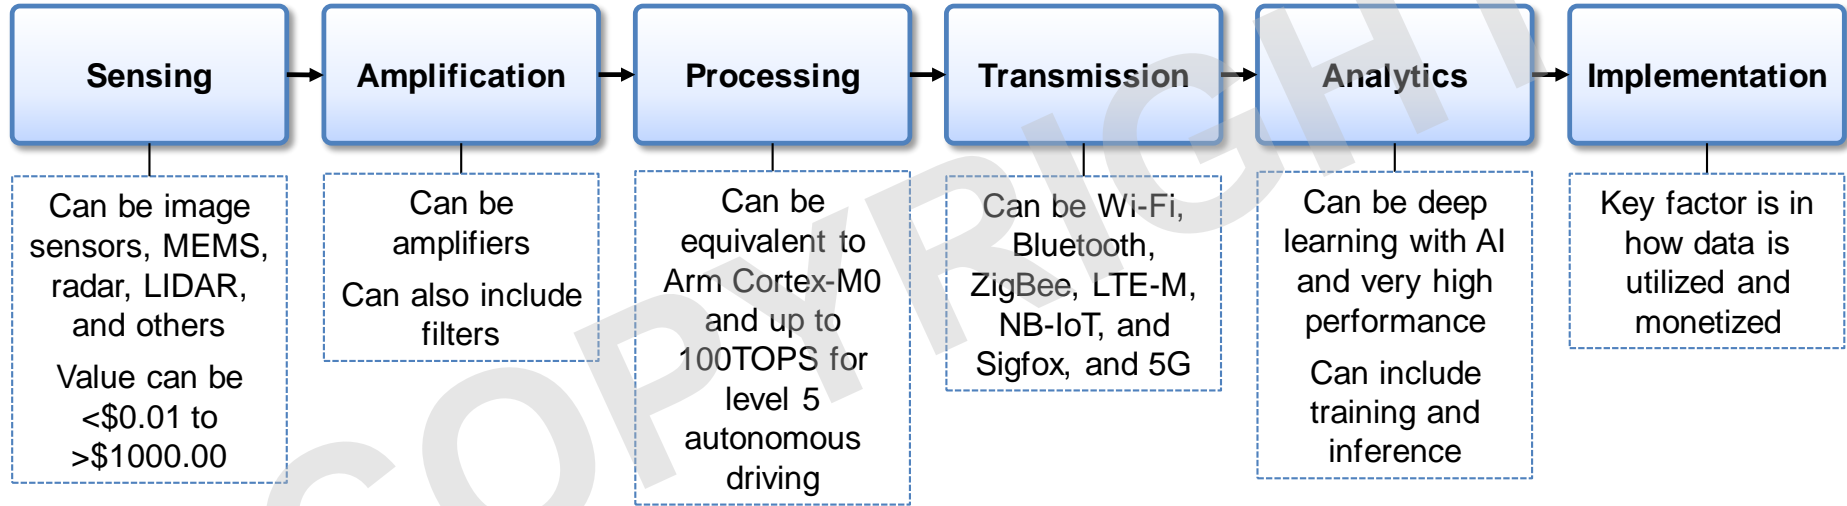 Sensing
Amplification
Processing
Transmission
Analytics
Implementation
Can be image
sensors, MEMS,
radar, LIDAR,
and others
Value can be
<$0.01 to
>$1000.00
Can be
amplifiers
Can also include
filters
Can be
equivalent to
Arm Cortex-M0
and up to
100TOPS for
level 5
autonomous
driving
Can be Wi-Fi,
Bluetooth,
ZigBee, LTE-M,
NB-IoT, and
Sigfox, and 5G
Can be deep
learning with AI
and very high
performance
Can include
training and
inference
Key factor is in
how data is
utilized and
monetized
COPYRIGHT